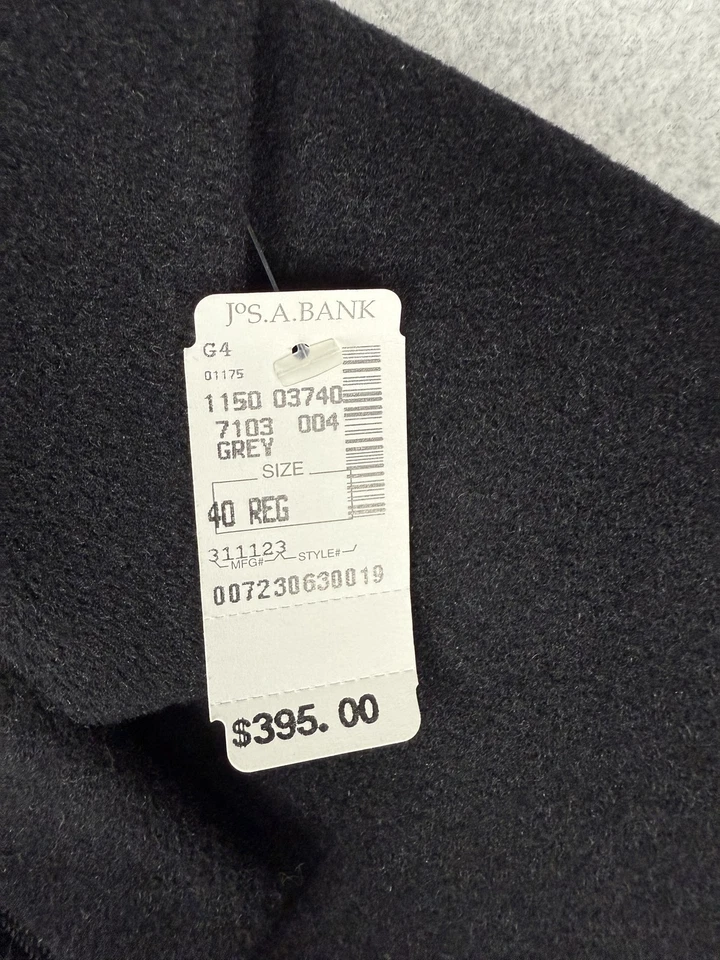 JoS.A.BANK
G4
01175
1150 03740
7103 004
GREY
SIZE
40 REG
311123
MFG# STYLE#
007230630019
$395.00